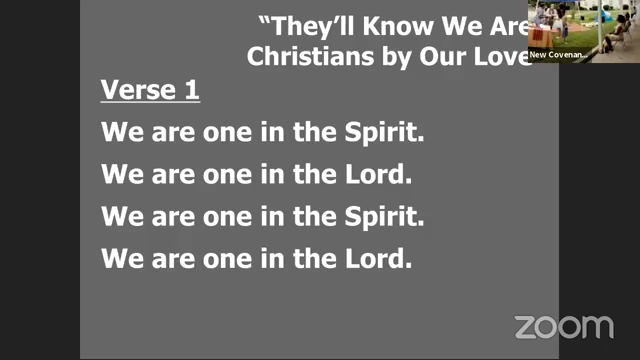 “They’ll Know We Are
Christians by Our Love
New Covenan...
Verse 1
We are one in the Spirit.
We are one in the Lord.
We are one in the Spirit.
We are one in the Lord.
zoom